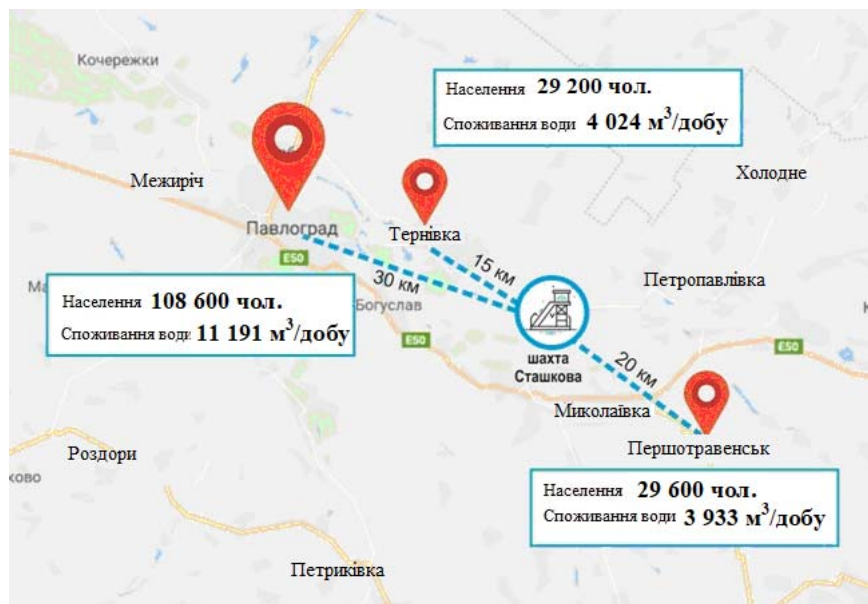 Кочережки
Населення 29 200 чол.
Споживання води 4 024 м³/добу
Холодне
Межиріч
Павлоград
Тернівка
E50
15 км
30 км
Петропавлівка
Населення 108 600 чол.
Споживання води 11 191 м³/добу
Богуслав
E50
E50
шахта
Сташкова
20 км
Миколаївка
Першотравенськ
Роздори
Населення 29 600 чол.
Споживання води 3 933 м³/добу
Петриківка